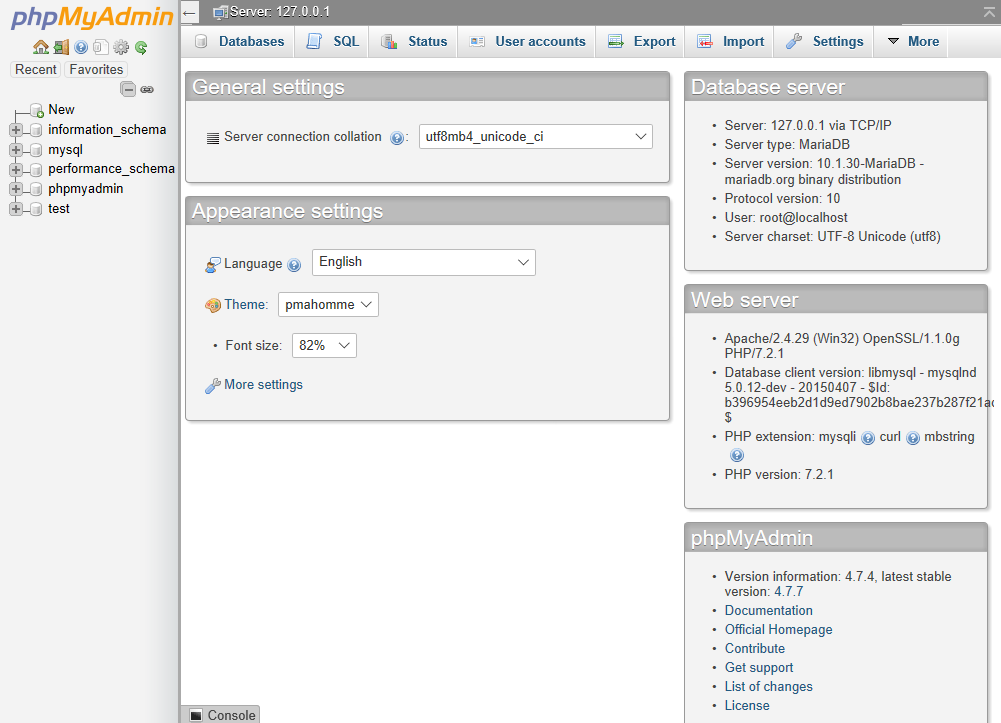 phpMyAdmin
Recent Favorites
New
information_schema
mysql
performance_schema
phpmyadmin
test
Server: 127.0.0.1
Databases SQL Status User accounts Export Import Settings More
General settings
Server connection collation : utf8mb4_unicode_ci
Appearance settings
Language English
Theme: pmahomme
• Font size: 82%
More settings
Database server
• Server: 127.0.0.1 via TCP/IP
• Server type: MariaDB
• Server version: 10.1.30-MariaDB -
mariadb.org binary distribution
• Protocol version: 10
• User: root@localhost
• Server charset: UTF-8 Unicode (utf8)
Web server
• Apache/2.4.29 (Win32) OpenSSL/1.1.0g
PHP/7.2.1
• Database client version: libmysql - mysqlnd
5.0.12-dev - 20150407 - $Id:
$
• PHP extension: mysqli curl mbstring
• PHP version: 7.2.1
phpMyAdmin
• Version information: 4.7.4, latest stable
version: 4.7.7
• Documentation
• Official Homepage
• Contribute
• Get support
• List of changes
• License
Console